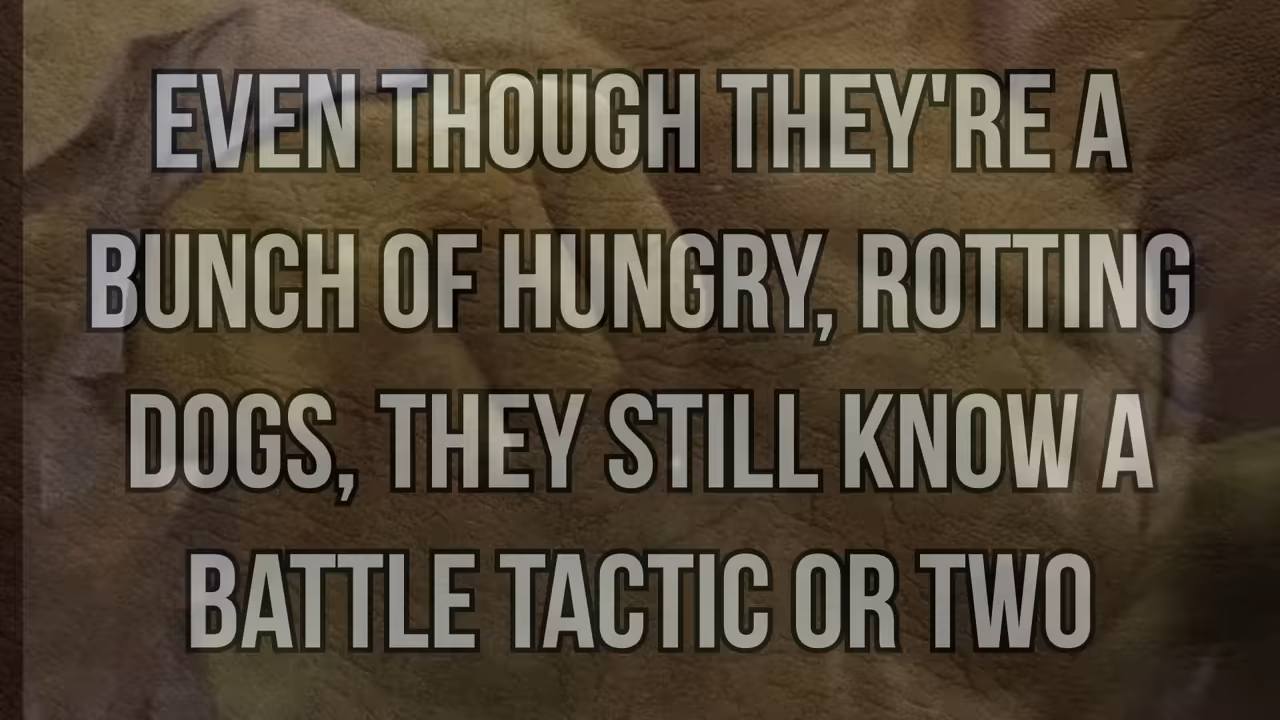 EVEN THOUGH THEY'RE A
BUNCH OF HUNGRY, ROTTING
DOGS, THEY STILL KNOW A
BATTLE TACTIC OR TWO